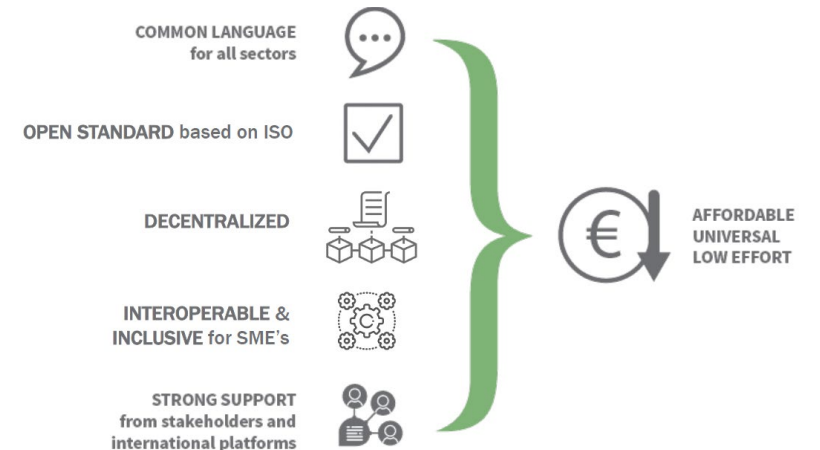 COMMON LANGUAGE
for all sectors
OPEN STANDARD based on ISO
DECENTRALIZED
INTEROPERABLE &
INCLUSIVE for SME's
STRONG SUPPORT
from stakeholders and
international platforms
€
AFFORDABLE
UNIVERSAL
LOW EFFORT